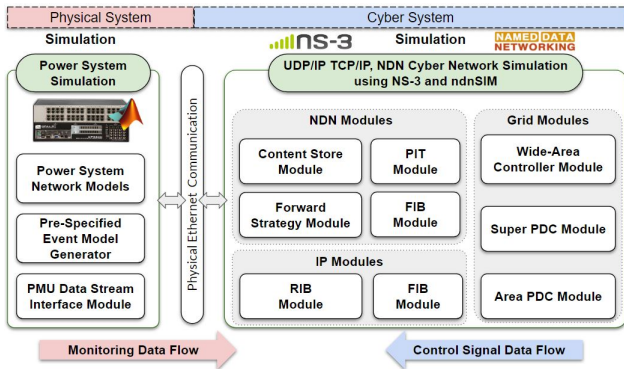 Physical System
Cyber System
Simulation
NS-3
Simulation
NAMED DATA
NETWORKING
Power System
Simulation
UDP/IP TCP/IP, NDN Cyber Network Simulation
using NS-3 and ndnSIM
Power System
Network Models
Pre-Specified
Event Model
Generator
PMU Data Stream
Interface Module
Physical Ethernet Communication
NDN Modules
Content Store
Module
PIT
Module
Forward
Strategy Module
FIB
Module
IP Modules
RIB
Module
FIB
Module
Grid Modules
Wide-Area
Controller Module
Super PDC Module
Area PDC Module
Monitoring Data Flow
Control Signal Data Flow